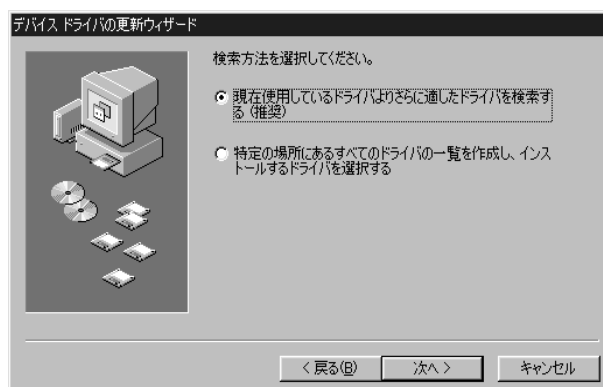 デバイス ドライバの更新ウィザード
検索方法を選択してください。
現在使用しているドライバよりさらに適したドライバを検索す
る (推奨)
特定の場所にあるすべてのドライバの一覧を作成し、インス
トールするドライバを選択する
< 戻る(B)
次へ >
キャンセル